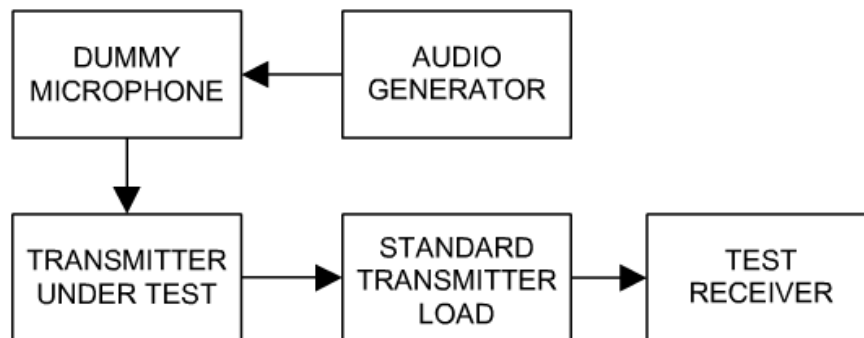 DUMMY
MICROPHONE
AUDIO
GENERATOR
TRANSMITTER
UNDER TEST
STANDARD
TRANSMITTER
LOAD
TEST
RECEIVER